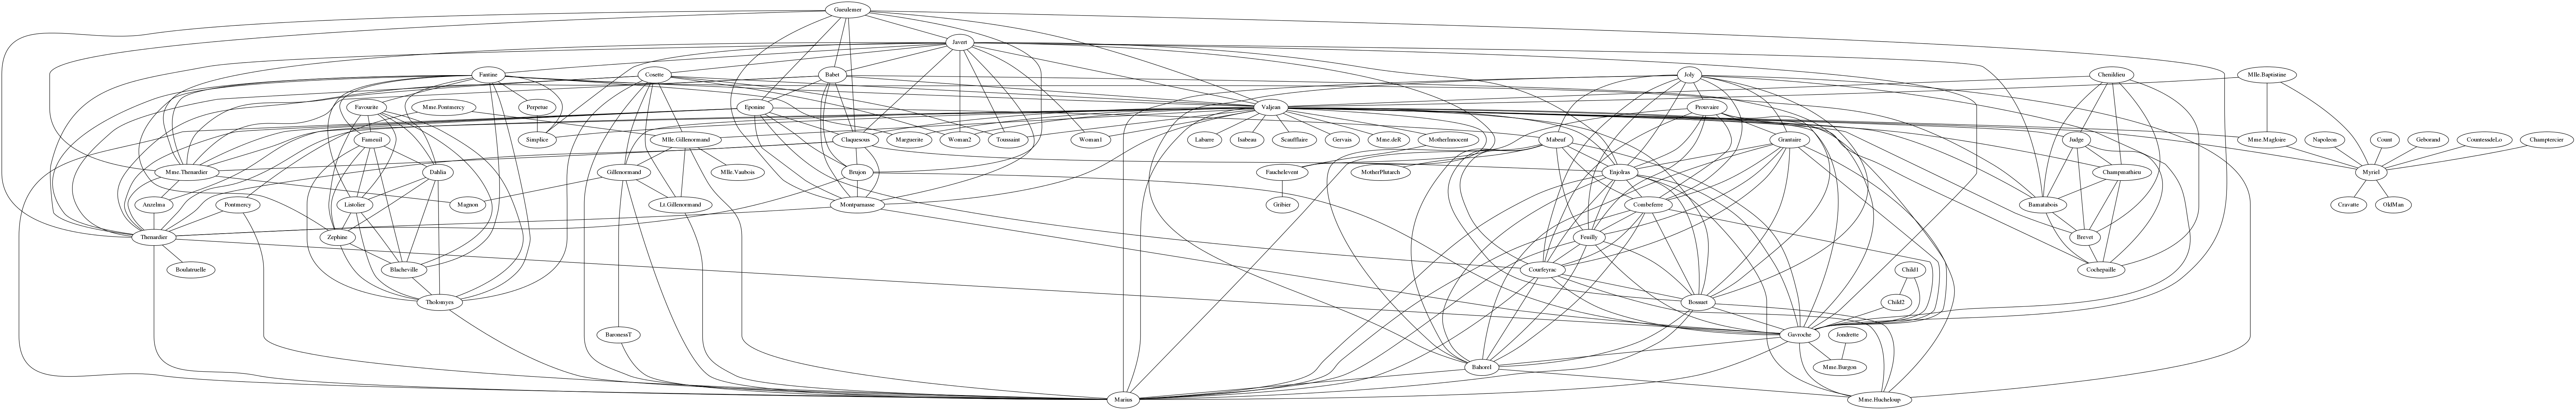 Gueulemer
Javert
Fantine
Cosette
Babet
Joly
Chenildieu
Mlle.Baptistine
Favourite
Mme.Pontmercy
Perpetue
Eponine
Valjean
Prouvaire
Fameuil
Simplice
Mlle.Gillenormand
Claquesous
Marguerite
Woman2
Toussaint
Woman1
Labarre
Isabeau
Scaufflaire
Gervais
Mme.deR
MotherInnocent
Mabeuf
Grantaire
Judge
Mme.Magloire
Napoleon
Count
Geborand
CountessdeLo
Champtercier
Mme.Thenardier
Dahlia
Gillenormand
Mlle.Vaubois
Brujon
Fauchelevent
MotherPlutarch
Enjolras
Champmathieu
Myriel
Anzelma
Pontmercy
Listolier
Magnon
Lt.Gillenormand
Montparnasse
Gribier
Combeferre
Bamatabois
Cravatte
OldMan
Thenardier
Zephine
Feuilly
Brevet
Boulatruelle
Blacheville
Courfeyrac
Child1
Cochepaille
Tholomyes
Bossuet
Child2
BaronessT
Gavroche
Jondrette
Bahorel
Mme.Burgon
Marius
Mme.Hucheloup